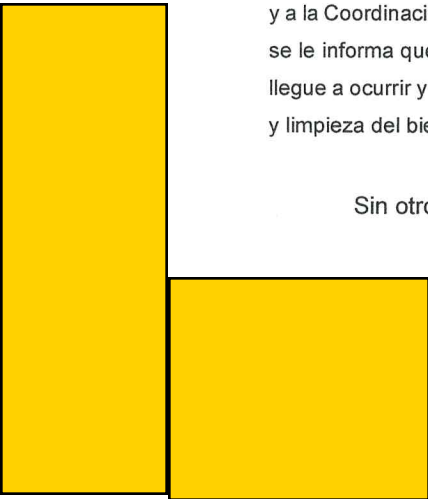 y a la Coordinaci
se le informa que
llegue a ocurrir y
y limpieza del bie
Sin otro